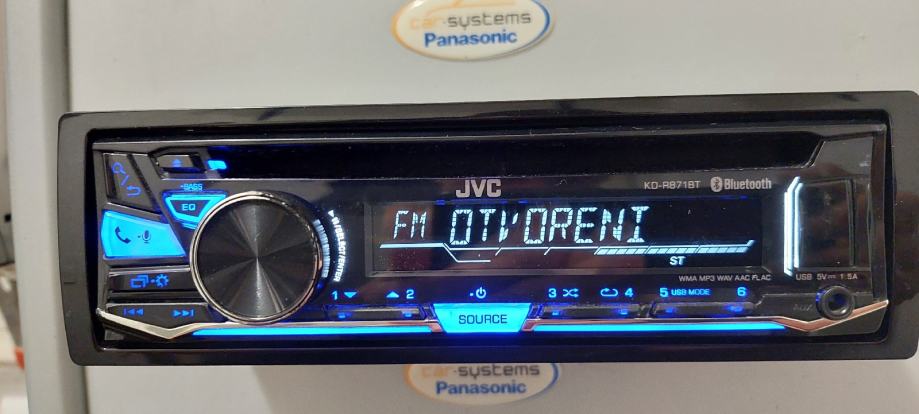 car-systems
Panasonic
JVC
KD-R871BT Bluetooth
-BASS
EQ
FM OTVORENI
ST
WMA MP3 WAV AAC FLAC
USB 5V⎓ 1.5A
1 2 3 4 5 USB MODE 6
SOURCE
AUX
car-systems
Panasonic